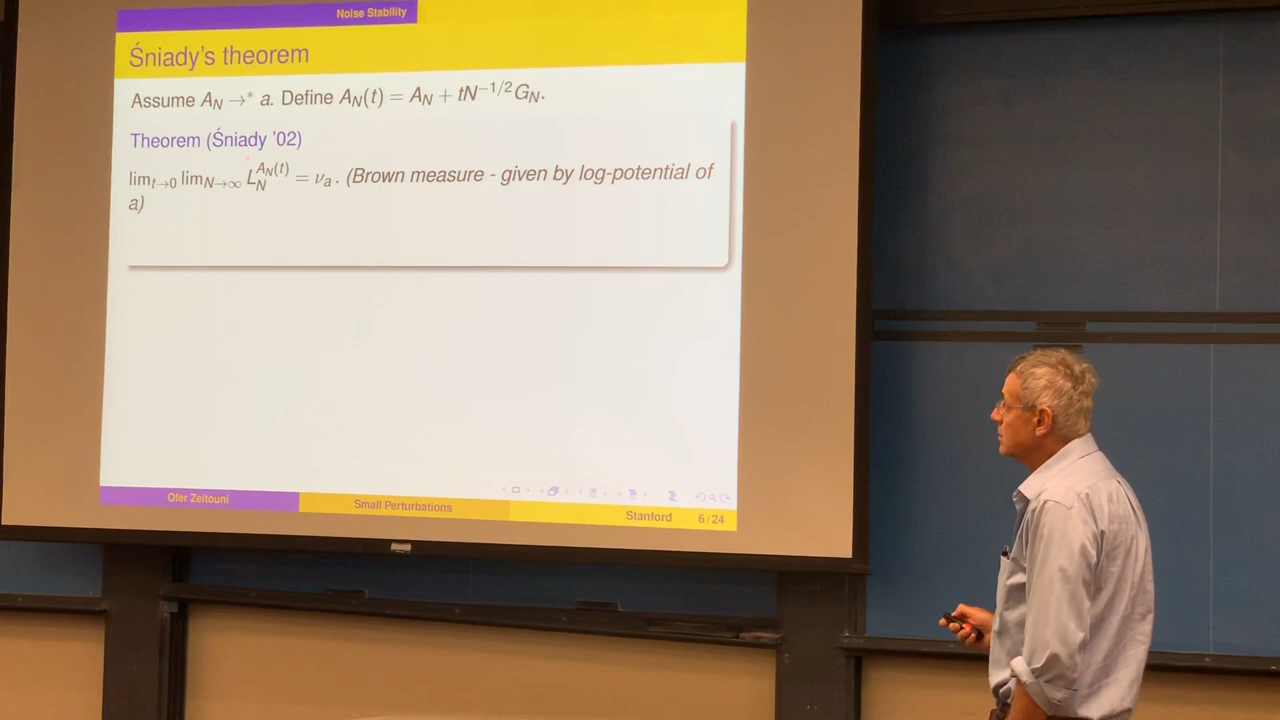 Noise Stability
Śniady's theorem
Assume A_N →* a. Define A_N(t) = A_N + tN^{-1/2} G_N.
Theorem (Śniady '02)
lim_{t→0} lim_{N→∞} L_N^{A_N(t)} = ν_a. (Brown measure - given by log-potential of
a)
Ofer Zeitouni Small Perturbations Stanford 6/24